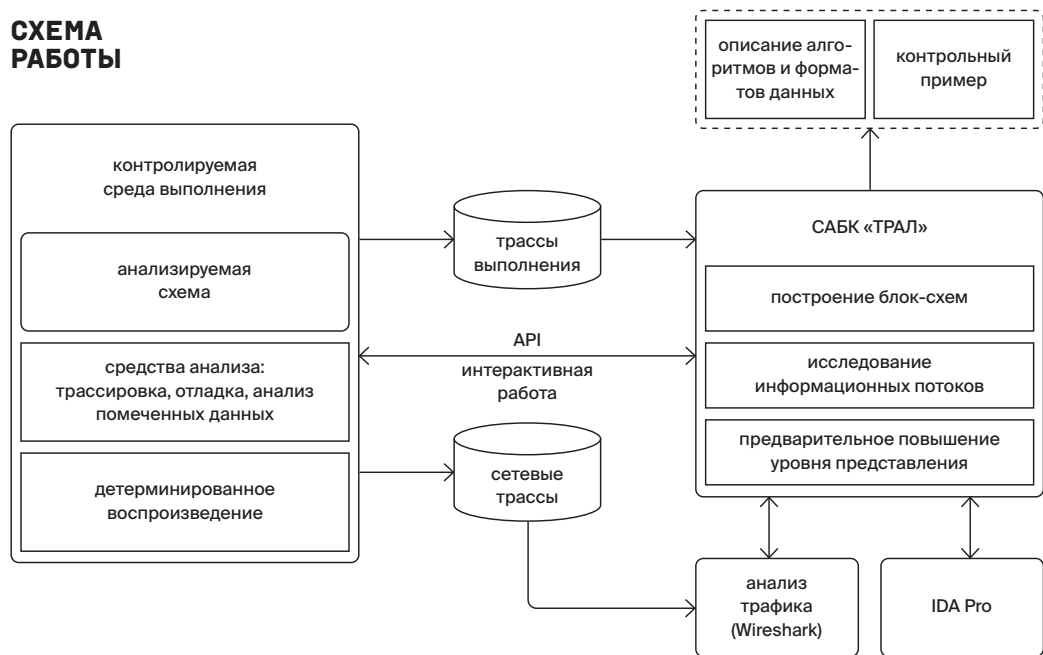 СХЕМА
РАБОТЫ
описание алго-
ритмов и форма-
тов данных
контрольный
пример
контролируемая
среда выполнения
анализируемая
схема
средства анализа:
трассировка, отладка, анализ
помеченных данных
детерминированное
воспроизведение
трассы
выполнения
API
интерактивная
работа
сетевые
трассы
САБК «ТРАЛ»
построение блок-схем
исследование
информационных потоков
предварительное повышение
уровня представления
анализ
трафика
(Wireshark)
IDA Pro